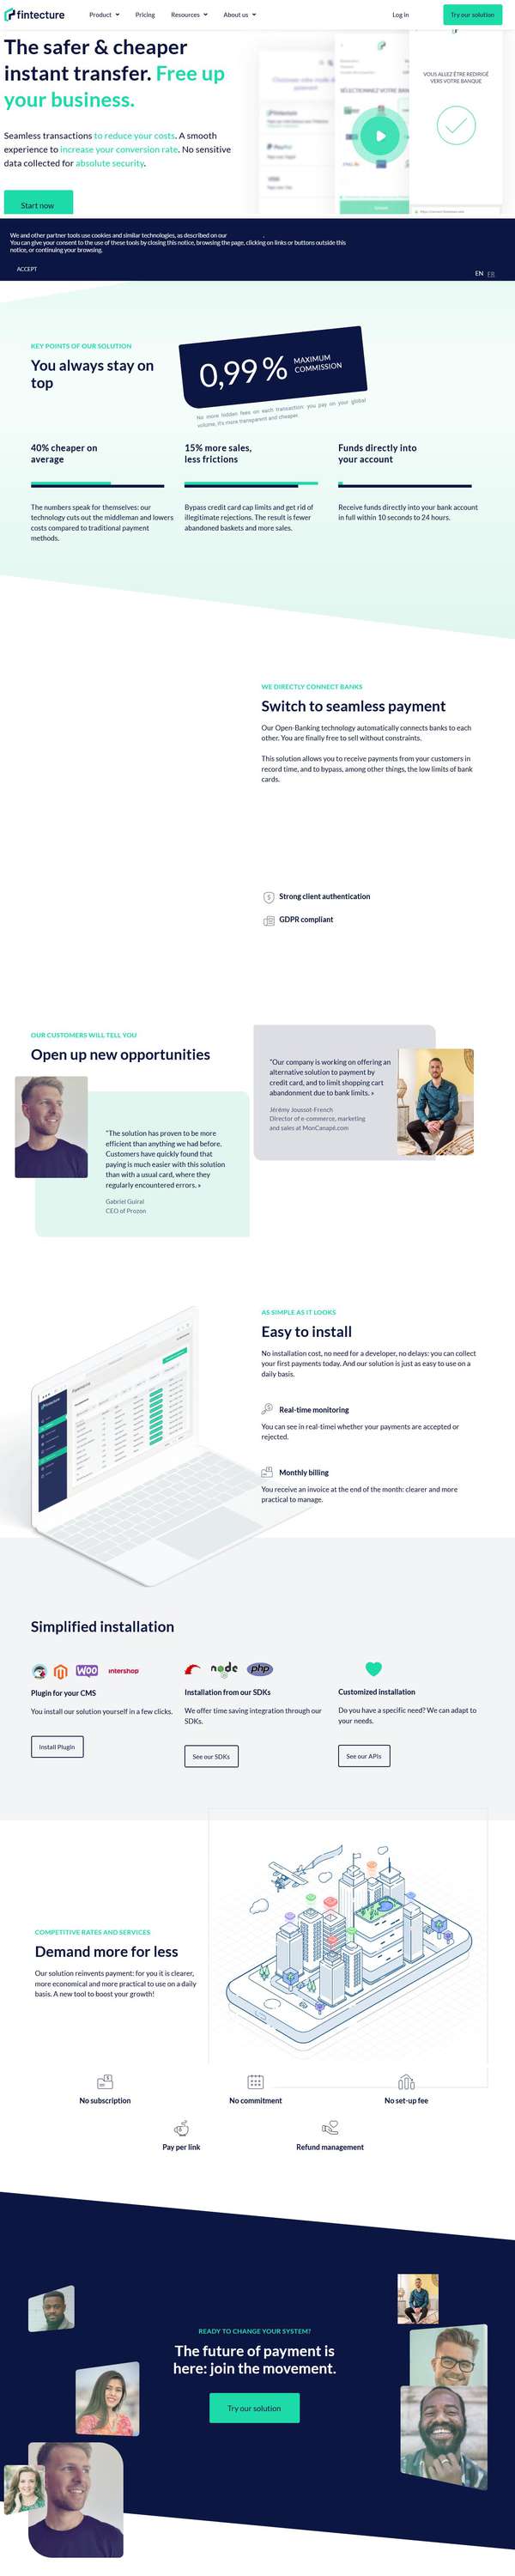 fintecture
Product
Pricing
Resources
About us
Log in
Try our solution
The safer & cheaper
instant transfer. Free up
your business.
Seamless transactions to reduce your costs. A smooth
experience to increase your conversion rate. No sensitive
data collected for absolute security.
Start now
VOUS ALLEZ ÊTRE REDIRIGÉ
VERS VOTRE BANQUE
SÉLECTIONNEZ VOTRE BAN
PayPal
VISA
We and other partner tools use cookies and similar technologies, as described on our .
You can give your consent to the use of these tools by closing this notice, browsing the page, clicking on links or buttons outside this
notice, or continuing your browsing.
ACCEPT
EN FR
KEY POINTS OF OUR SOLUTION
You always stay on
top
0,99 %
MAXIMUM
COMMISSION
No more hidden fees on each transaction: you pay on your global
volume, it's more transparent and cheaper.
40% cheaper on
average
The numbers speak for themselves: our
technology cuts out the middleman and lowers
costs compared to traditional payment
methods.
15% more sales,
less frictions
Bypass credit card cap limits and get rid of
illegitimate rejections. The result is fewer
abandoned baskets and more sales.
Funds directly into
your account
Receive funds directly into your bank account
in full within 10 seconds to 24 hours.
WE DIRECTLY CONNECT BANKS
Switch to seamless payment
Our Open-Banking technology automatically connects banks to each
other. You are finally free to sell without constraints.
This solution allows you to receive payments from your customers in
record time, and to bypass, among other things, the low limits of bank
cards.
Strong client authentication
GDPR compliant
OUR CUSTOMERS WILL TELL YOU
Open up new opportunities
"The solution has proven to be more
efficient than anything we had before.
Customers have quickly found that
paying is much easier with this solution
than with a usual card, where they
regularly encountered errors. »
Gabriel Guiral
CEO of Prozon
"Our company is working on offering an
alternative solution to payment by
credit card, and to limit shopping cart
abandonment due to bank limits. »
Jérémy Joussot-French
Director of e-commerce, marketing
and sales at MonCanapé.com
AS SIMPLE AS IT LOOKS
Easy to install
No installation cost, no need for a developer, no delays: you can collect
your first payments today. And our solution is just as easy to use on a
daily basis.
Real-time monitoring
You can see in real-timei whether your payments are accepted or
rejected.
Monthly billing
You receive an invoice at the end of the month: clearer and more
practical to manage.
Simplified installation
WOO
intershop
Plugin for your CMS
You install our solution yourself in a few clicks.
Install Plugin
node
php
Installation from our SDKs
We offer time saving integration through our
SDKs.
See our SDKs
Customized installation
Do you have a specific need? We can adapt to
your needs.
See our APIs
COMPETITIVE RATES AND SERVICES
Demand more for less
Our solution reinvents payment: for you it is clearer,
more economical and more practical to use on a daily
basis. A new tool to boost your growth!
No subscription
No commitment
No set-up fee
Pay per link
Refund management
READY TO CHANGE YOUR SYSTEM?
The future of payment is
here: join the movement.
Try our solution